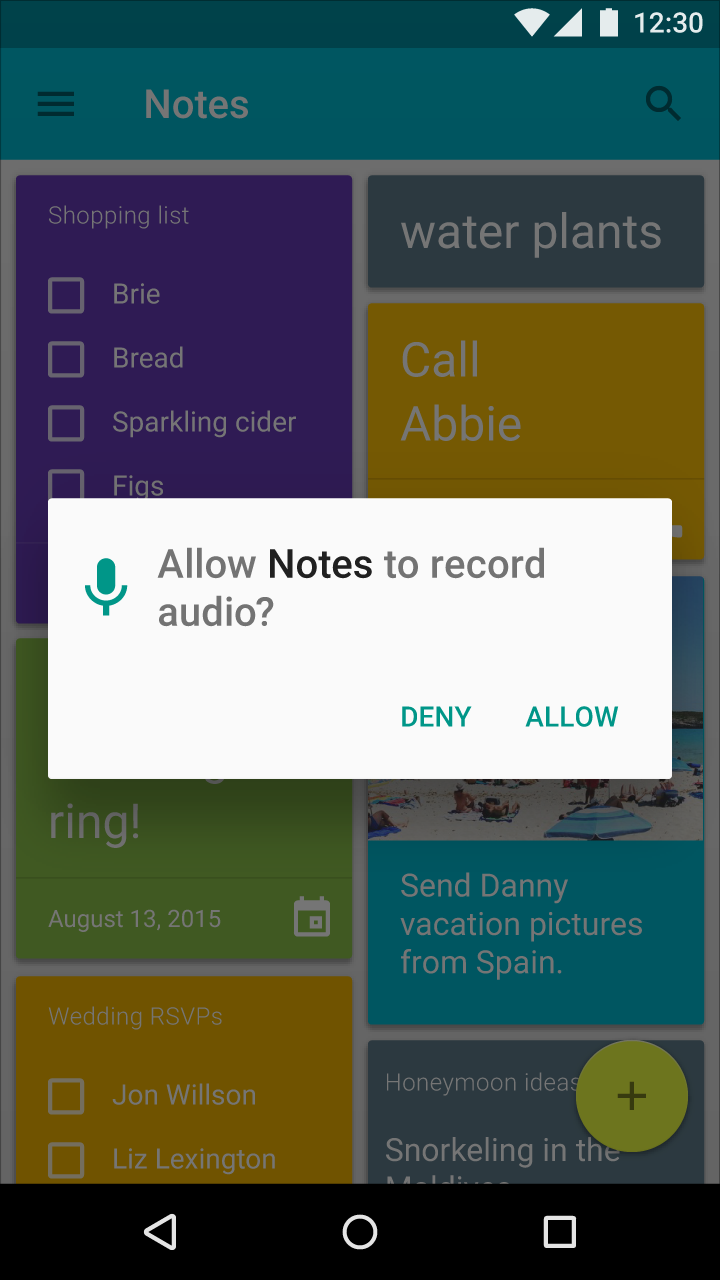 12:30
Notes
Shopping list
Brie
Bread
Sparkling cider
Figs
water plants
Call
Abbie
Allow Notes to record
audio?
DENY
ALLOW
ring!
August 13, 2015
Send Danny
vacation pictures
from Spain.
Wedding RSVPs
Jon Willson
Liz Lexington
Honeymoon ideas
Snorkeling in the
Maldives